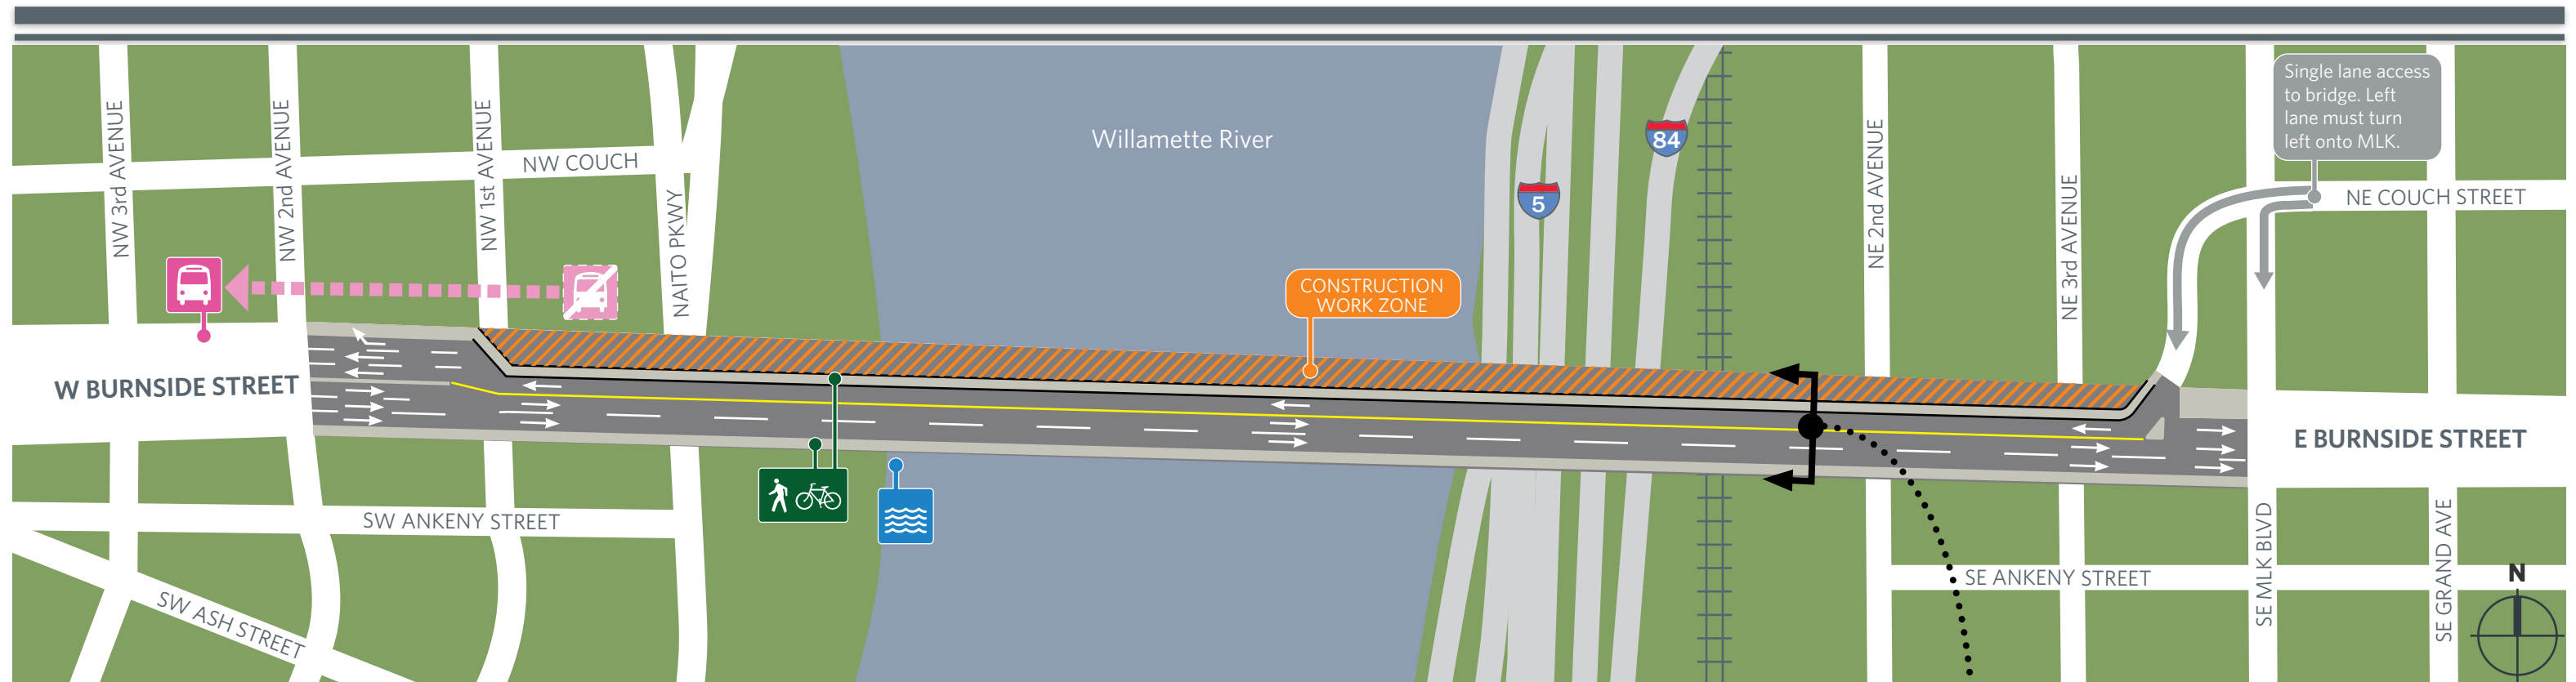 Single lane access
to bridge. Left
lane must turn
left onto MLK.
NW 3rd AVENUE
NW 2nd AVENUE
NW 1st AVENUE
NW COUCH
NAITO PKWY
Willamette River
84
5
NE 2nd AVENUE
NE 3rd AVENUE
NE COUCH STREET
CONSTRUCTION
WORK ZONE
W BURNSIDE STREET
E BURNSIDE STREET
SW ANKENY STREET
SW ASH STREET
SE ANKENY STREET
SE MLK BLVD
SE GRAND AVE
N